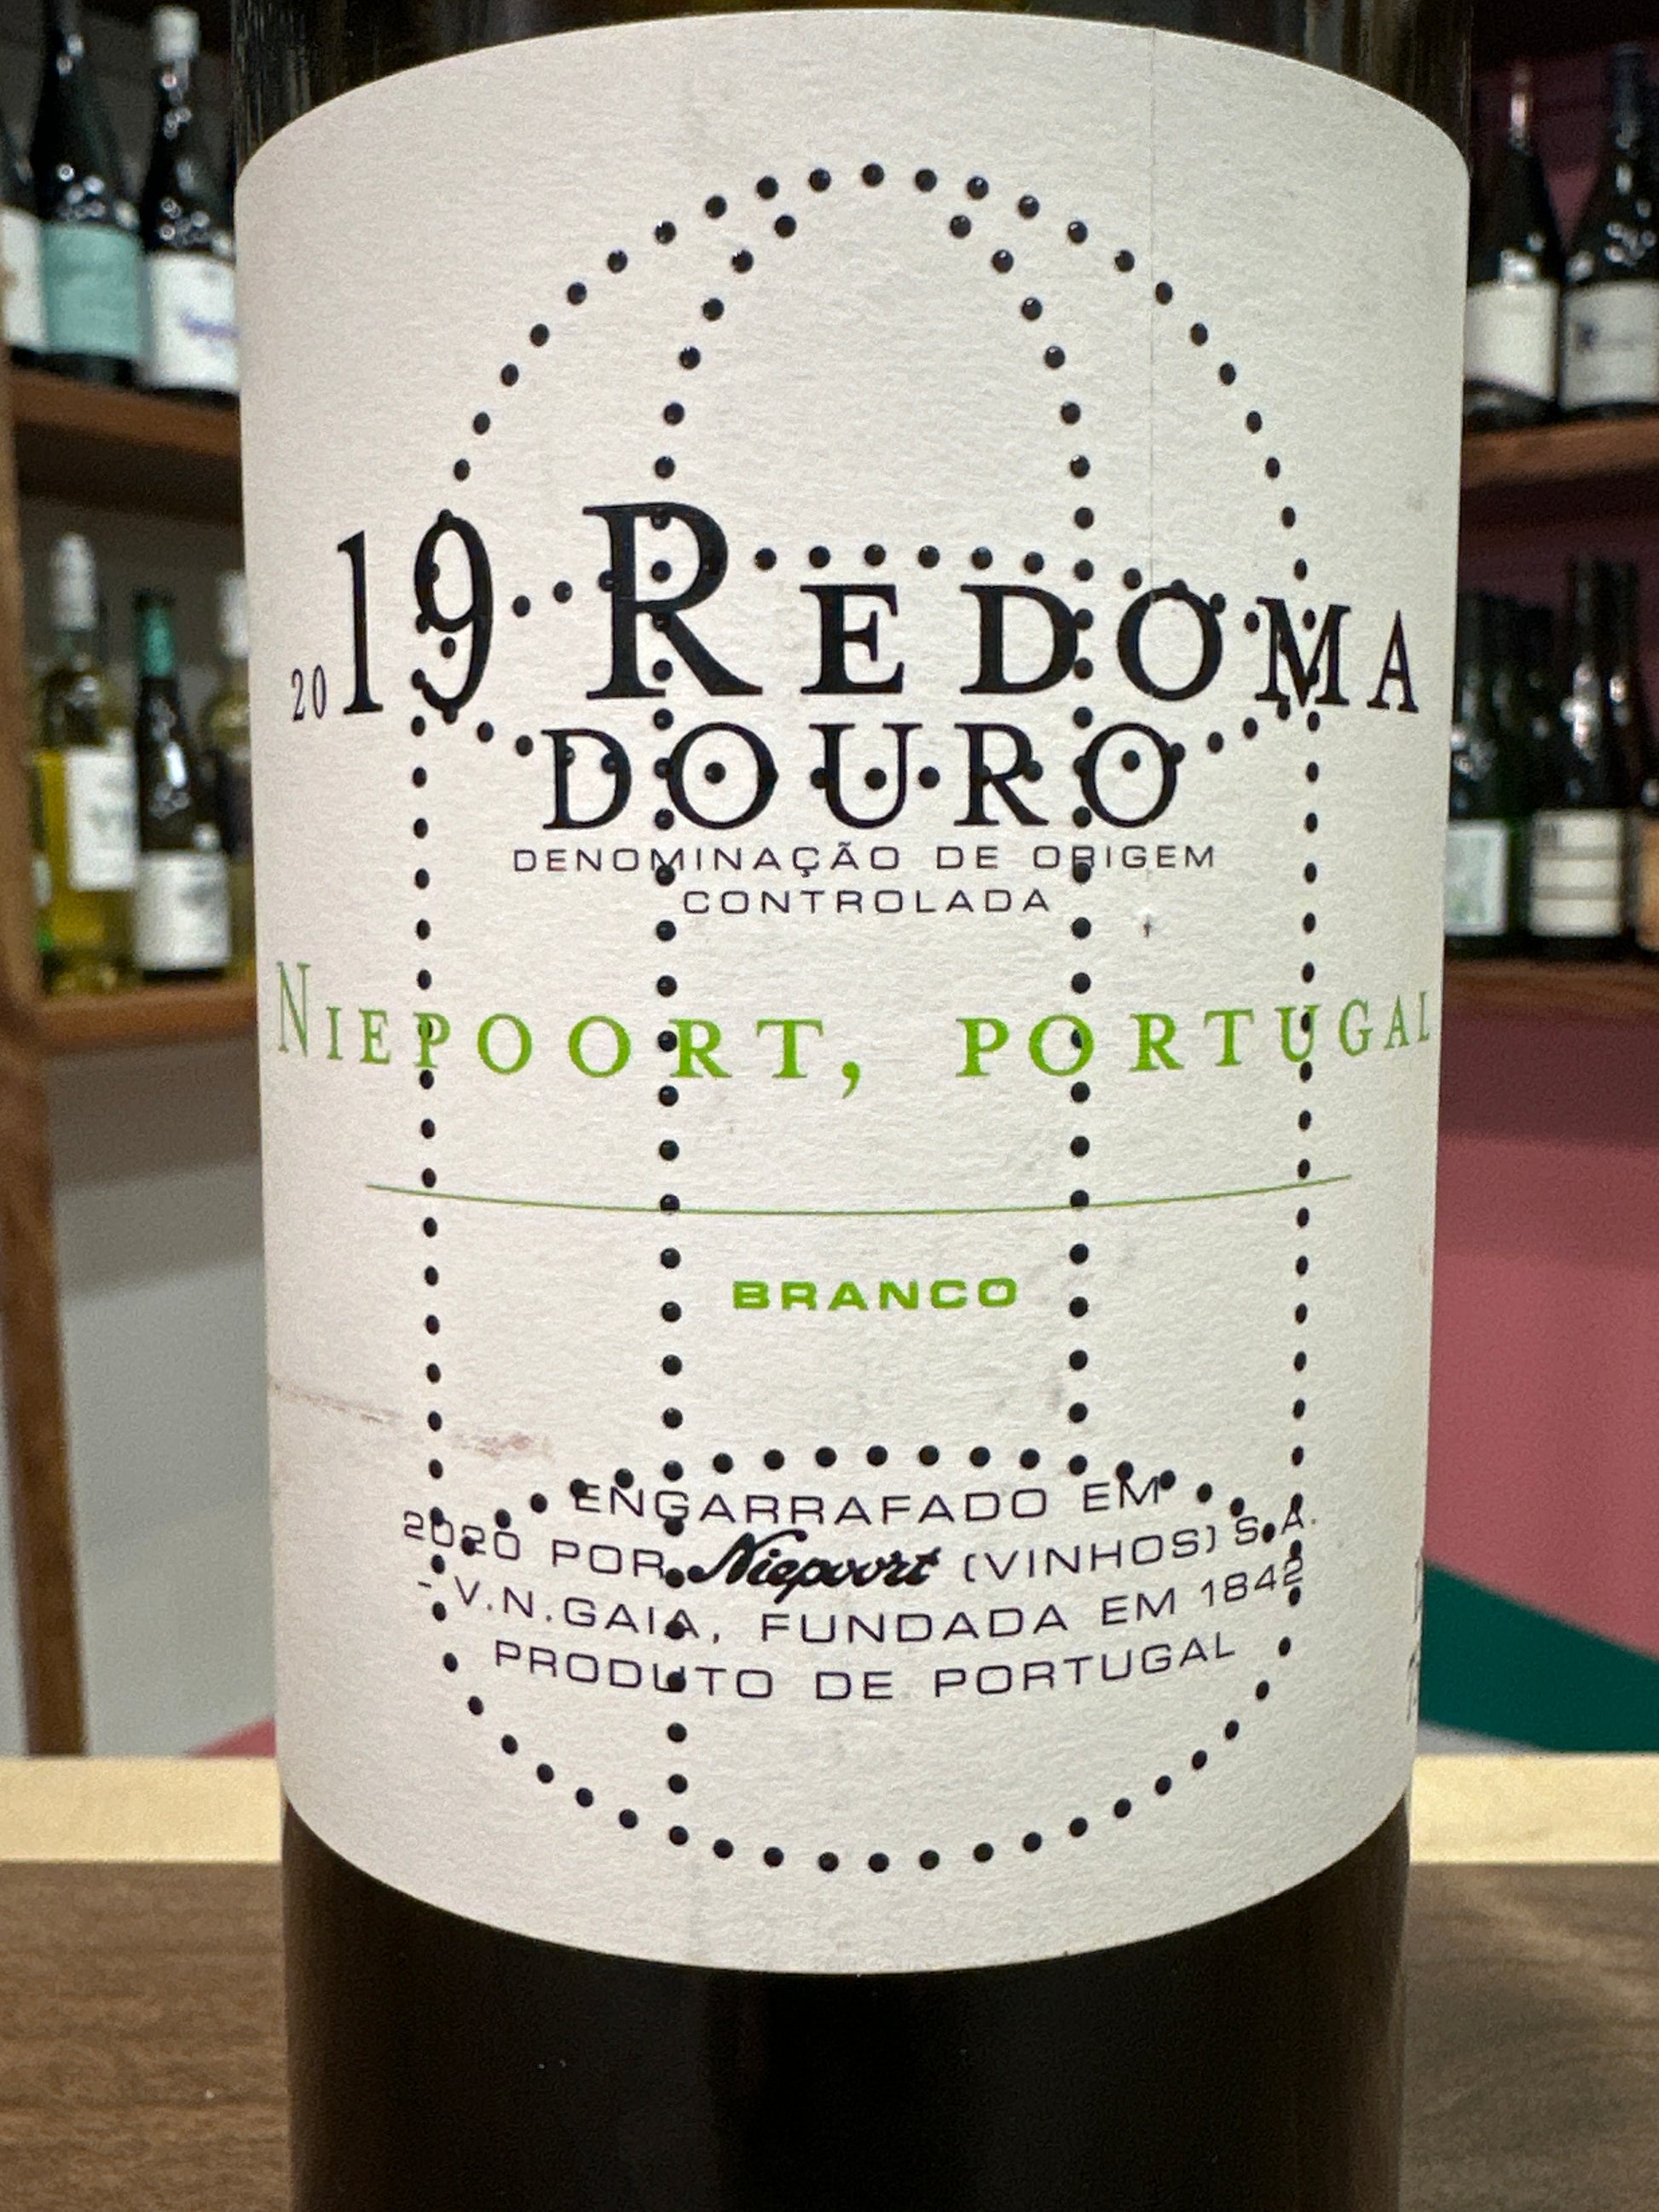 2019 REDOMA
DOURO
DENOMINAÇÃO DE ORIGEM
CONTROLADA
NIEPOORT, PORTUGAL
BRANCO
ENGARRAFADO EM
2020 POR Niepoort (VINHOS) S.A.
- V.N.GAIA, FUNDADA EM 1842
PRODUTO DE PORTUGAL